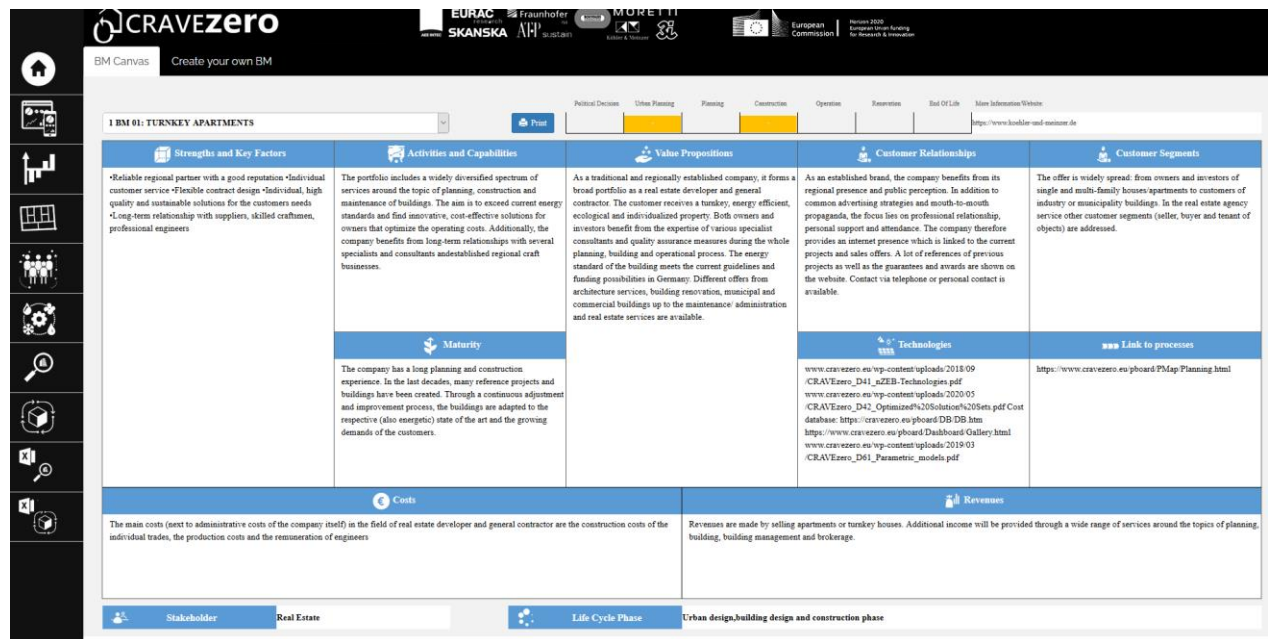 CRAVEzero
EURAC
research
Fraunhofer
ISE
MORETTI
SKANSKA
ATP sustain
Köhler & Meinzer
European
Commission
Horizon 2020
European Union funding
for Research & Innovation
BM Canvas
Create your own BM
Political Decision
Urban Planning
Planning
Construction
Operation
Renovation
End Of Life
More Information Website
1 BM 01: TURNKEY APARTMENTS
Print
https://www.koehler-und-meinzer.de
Strengths and Key Factors
•Reliable regional partner with a good reputation •Individual
customer service •Flexible contract design •Individual, high
quality and sustainable solutions for the customers needs
•Long-term relationship with suppliers, skilled craftsmen,
professional engineers
Activities and Capabilities
The portfolio includes a widely diversified spectrum of
services around the topic of planning, construction and
maintenance of buildings. The aim is to exceed current energy
standards and find innovative, cost-effective solutions for
owners that optimize the operating costs. Additionally, the
company benefits from long-term relationships with several
specialists and consultants andestablished regional craft
businesses.
Maturity
The company has a long planning and construction
experience. In the last decades, many reference projects and
buildings have been created. Through a continuous adjustment
and improvement process, the buildings are adapted to the
respective (also energetic) state of the art and the growing
demands of the customers.
Value Propositions
As a traditional and regionally established company, it forms a
broad portfolio as a real estate developer and general
contractor. The customer receives a turnkey, energy efficient,
ecological and individualized property. Both owners and
investors benefit from the expertise of various specialist
consultants and quality assurance measures during the whole
planning, building and operational process. The energy
standard of the building meets the current guidelines and
funding possibilities in Germany. Different offers from
architecture services, building renovation, municipal and
commercial buildings up to the maintenance/ administration
and real estate services are available.
Customer Relationships
As an established brand, the company benefits from its
regional presence and public perception. In addition to
common advertising strategies and mouth-to-mouth
propaganda, the focus lies on professional relationship,
personal support and attendance. The company therefore
provides an internet presence which is linked to the current
projects and sales offers. A lot of references of previous
projects as well as the guarantees and awards are shown on
the website. Contact via telephone or personal contact is
available.
Customer Segments
The offer is widely spread: from owners and investors of
single and multi-family houses/apartments to customers of
industry or municipality buildings. In the real estate agency
service other customer segments (seller, buyer and tenant of
objects) are addressed.
Technologies
www.cravezero.eu/wp-content/uploads/2018/09
/CRAVEzero_D41_nZEB-Technologies.pdf
www.cravezero.eu/wp-content/uploads/2020/05
/CRAVEzero_D42_Optimized%20Solution%20Sets.pdf Cost
database: https://cravezero.eu/pboard/DB/DB.htm
https://www.cravezero.eu/pboard/Dashboard/Gallery.html
www.cravezero.eu/wp-content/uploads/2019/03
/CRAVEzero_D61_Parametric_models.pdf
Link to processes
https://www.cravezero.eu/pboard/PMap/Planning.html
Costs
The main costs (next to administrative costs of the company itself) in the field of real estate developer and general contractor are the construction costs of the
individual trades, the production costs and the remuneration of engineers
Revenues
Revenues are made by selling apartments or turnkey houses. Additional income will be provided through a wide range of services around the topics of planning,
building, building management and brokerage.
Stakeholder
Real Estate
Life Cycle Phase
Urban design,building design and construction phase